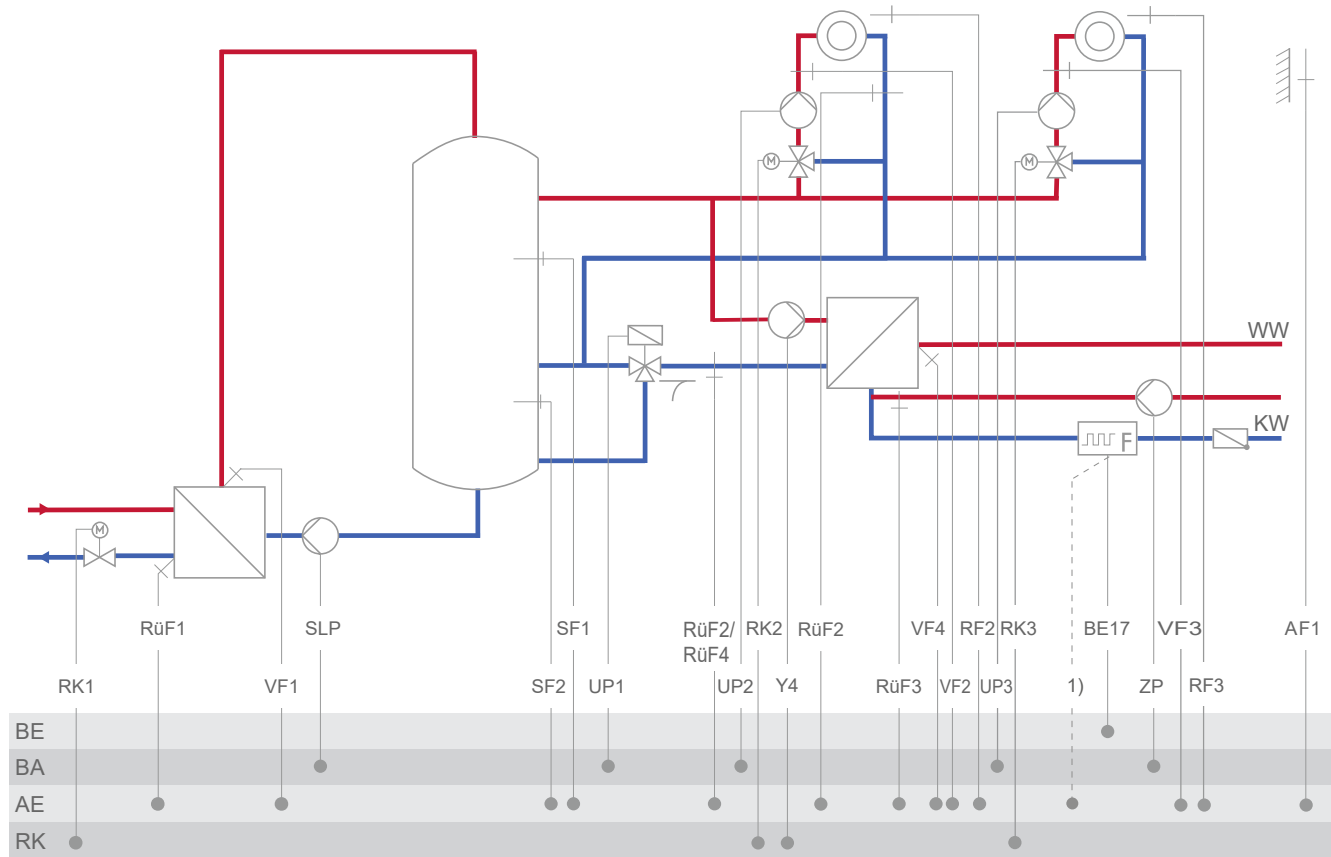 M
M
WW
F
KW
M
RüF1
SLP
SF1
RüF2/
RüF4
RK2
RüF2
VF4
RF2
RK3
BE17
VF3
AF1
RK1
VF1
SF2
UP1
UP2
Y4
RüF3
VF2
UP3
1)
ZP
RF3
BE
BA
AE
RK